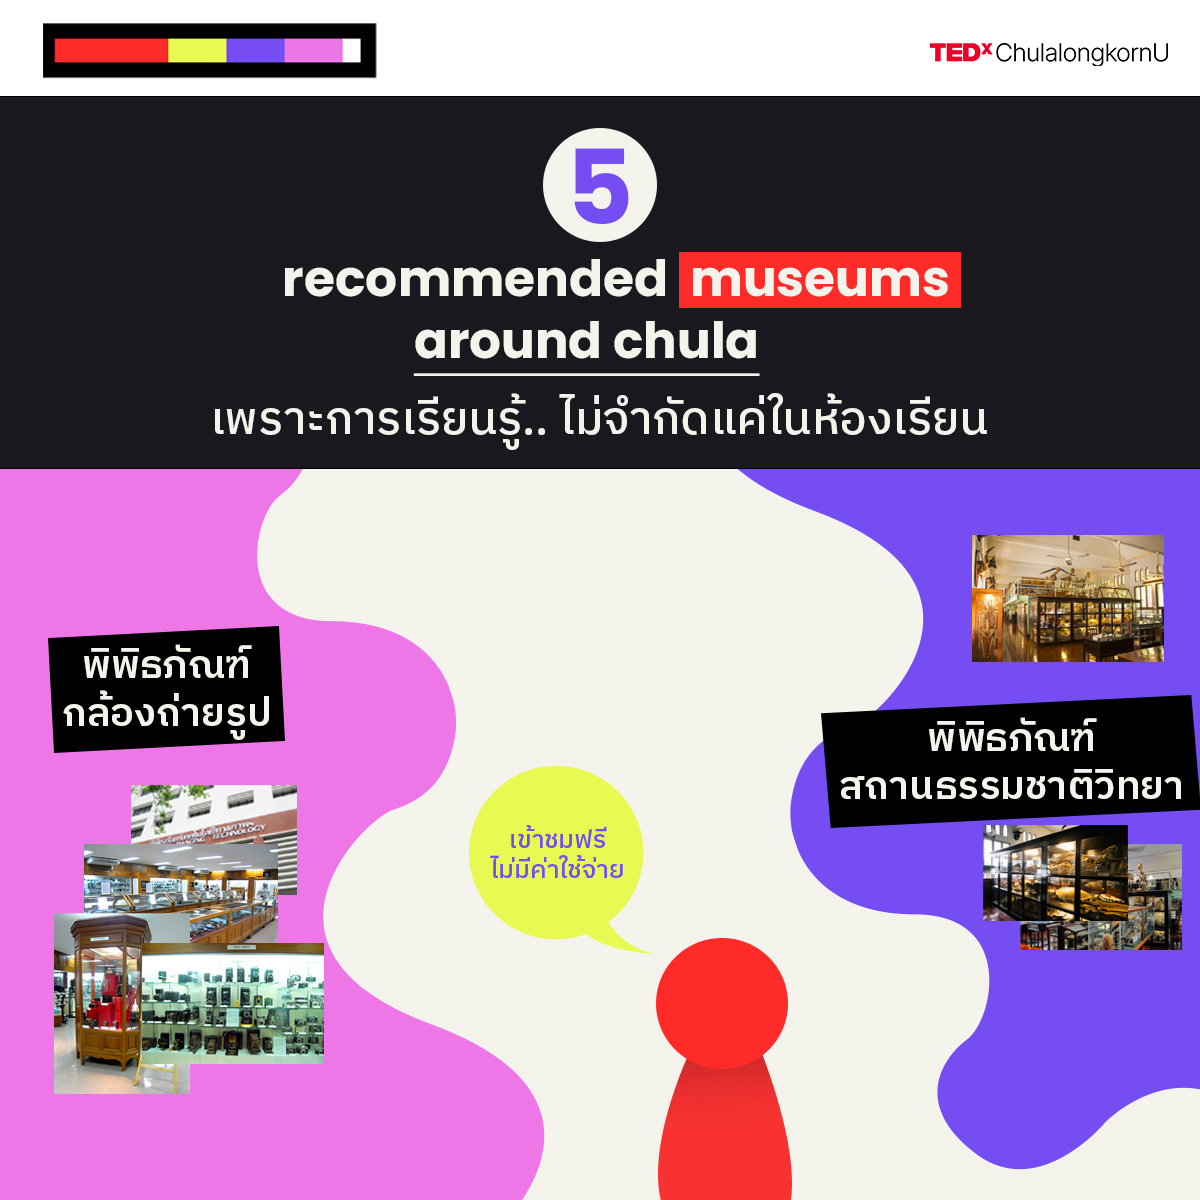 TEDxChulalongkornU
5
recommended museums
around chula
เพราะการเรียนรู้.. ไม่จำกัดแค่ในห้องเรียน
พิพิธภัณฑ์
กล้องถ่ายรูป
พิพิธภัณฑ์
สถานธรรมชาติวิทยา
เข้าชมฟรี
ไม่มีค่าใช้จ่าย
TECHNOLOGY